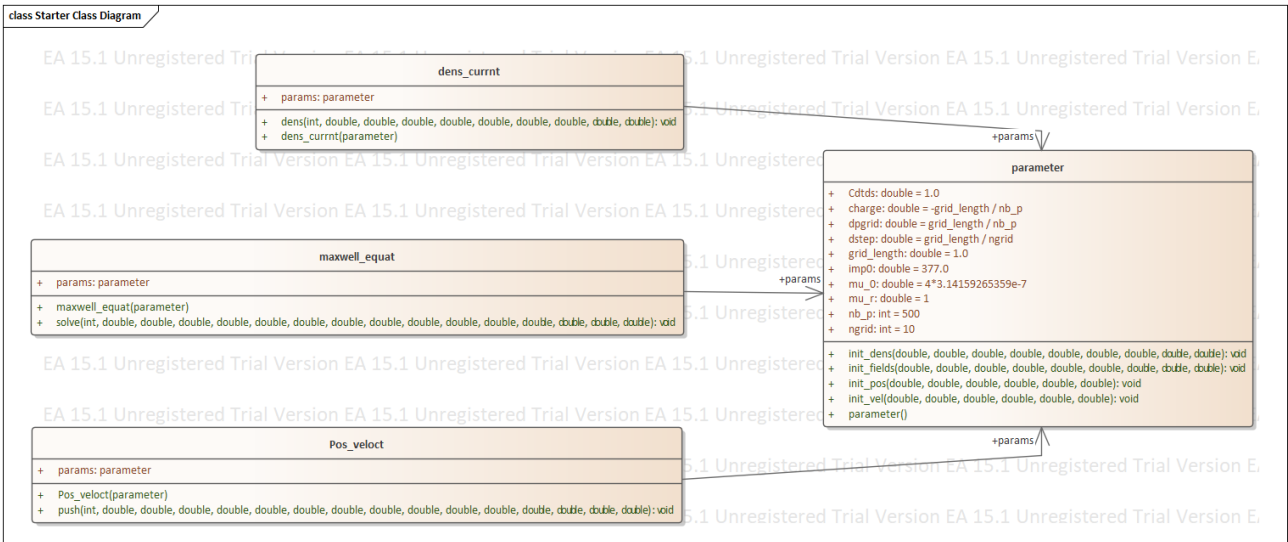 class Starter Class Diagram
EA 15.1 Unregistered Trial Version EA 15.1 Unregistered Trial Version EA 15.1 Unregistered Trial Version EA
dens_currnt
+ params: parameter
+ dens(int, double, double, double, double, double, double, double, double, double, double): void
+ dens_currnt(parameter)
+params
parameter
+ Cdtds: double = 1.0
+ charge: double = -grid_length / nb_p
+ dpgrid: double = grid_length / nb_p
+ dstep: double = grid_length / ngrid
+ grid_length: double = 1.0
+ imp0: double = 377.0
+ mu_0: double = 4*3.14159265359e-7
+ mu_r: double = 1
+ nb_p: int = 500
+ ngrid: int = 10
+ init_dens(double, double, double, double, double, double, double, double, double): void
+ init_fields(double, double, double, double, double, double, double, double, double): void
+ init_pos(double, double, double, double, double, double): void
+ init_vel(double, double, double, double, double, double): void
+ parameter()
maxwell_equat
+ params: parameter
+ maxwell_equat(parameter)
+ solve(int, double, double, double, double, double, double, double, double, double, double, double, double, double, double, double): void
+params
Pos_veloct
+ params: parameter
+ Pos_veloct(parameter)
+ push(int, double, double, double, double, double, double, double, double, double, double, double, double, double, double, double): void
+params